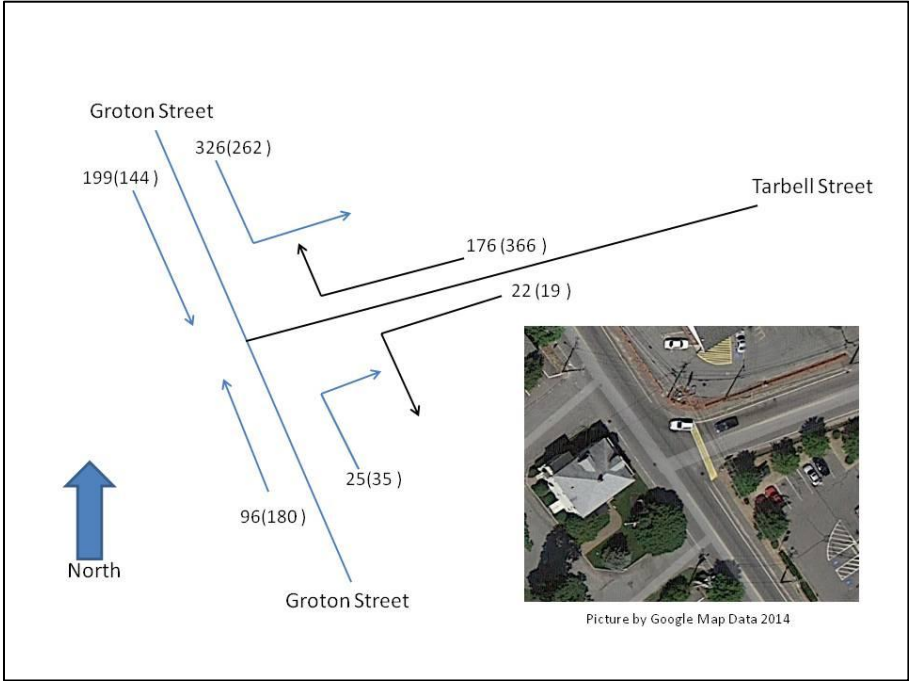 Groton Street
326(262)
199(144 )
Tarbell Street
176 (366 )
22 (19 )
25(35 )
96(180 )
North
Groton Street
Picture by Google Map Data 2014